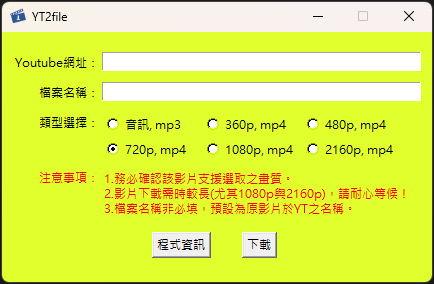 YT2file
Youtube網址：
檔案名稱：
類型選擇： 音訊, mp3 360p, mp4 480p, mp4
720p, mp4 1080p, mp4 2160p, mp4
注意事項： 1.務必確認該影片支援選取之畫質。
2.影片下載需時較長(尤其1080p與2160p)，請耐心等候！
3.檔案名稱非必填，預設為原影片於YT之名稱。
程式資訊 下載